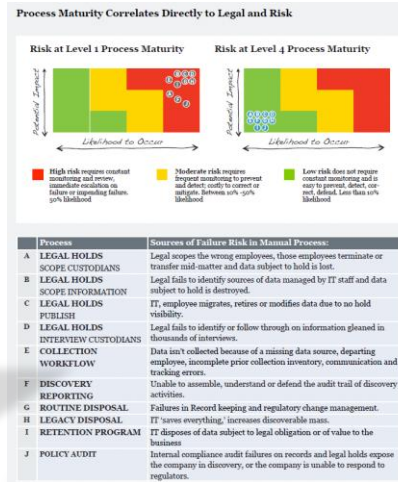 Process Maturity Correlates Directly to Legal and Risk
Risk at Level 1 Process Maturity
Risk at Level 4 Process Maturity
Potential Impact
Potential Impact
Likelihood to Occur
Likelihood to Occur
High risk requires constant
monitoring and review,
immediate escalation on
failure or impending failure.
50% likelihood
Moderate risk requires
frequent monitoring to prevent
and detect; costly to correct or
mitigate. Between 10% -50%
likelihood
Low risk does not require
constant monitoring and is
easy to prevent, detect, cor-
rect, defend. Less than 10%
likelihood
Process Sources of Failure Risk in Manual Process:
A LEGAL HOLDS Legal scopes the wrong employees, those employees terminate or
SCOPE CUSTODIANS transfer mid-matter and data subject to hold is lost.
B LEGAL HOLDS Legal fails to identify sources of data managed by IT staff and data
SCOPE INFORMATION subject to hold is destroyed.
C LEGAL HOLDS IT, employee migrates, retires or modifies data due to no hold
PUBLISH visibility.
D LEGAL HOLDS Legal fails to identify or follow through on information gleaned in
INTERVIEW CUSTODIANS thousands of interviews.
E COLLECTION Data isn't collected because of a missing data source, departing
WORKFLOW employee, incomplete prior collection inventory, communication and
tracking errors.
F DISCOVERY Unable to assemble, understand or defend the audit trail of discovery
REPORTING activities.
G ROUTINE DISPOSAL Failures in Record keeping and regulatory change management.
H LEGACY DISPOSAL IT 'saves everything,' increases discoverable mass.
I RETENTION PROGRAM IT disposes of data subject to legal obligation or of value to the
business
J POLICY AUDIT Internal compliance audit failures on records and legal holds expose
the company in discovery, or the company is unable to respond to
regulators.